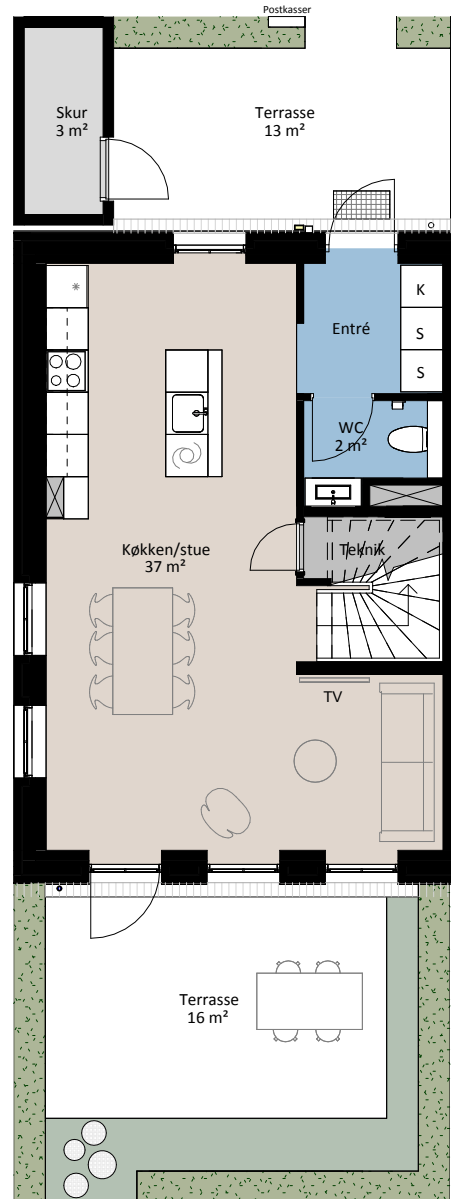 Postkasser
Skur
3 m²
Terrasse
13 m²
K
Entré
S
S
WC
2 m²
Køkken/stue
37 m²
Teknik
TV
Terrasse
16 m²